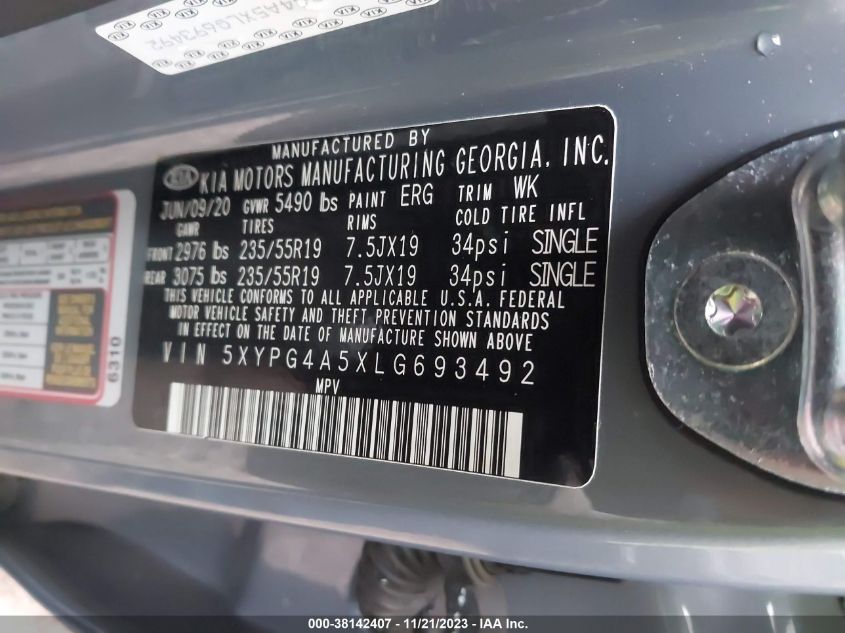 4A5XLG693492
MANUFACTURED BY
KIA KIA MOTORS MANUFACTURING GEORGIA, INC.
JUN/09/20 GVWR 5490 lbs PAINT ERG TRIM WK
GAWR TIRES RIMS COLD TIRE INFL
FRONT 2976 lbs 235/55R19 7.5JX19 34psi SINGLE
REAR 3075 lbs 235/55R19 7.5JX19 34psi SINGLE
THIS VEHICLE CONFORMS TO ALL APPLICABLE U.S.A. FEDERAL
MOTOR VEHICLE SAFETY AND THEFT PREVENTION STANDARDS
IN EFFECT ON THE DATE OF MANUFACTURE SHOWN ABOVE.
VIN 5XYPG4A5XLG693492
MPV
6310
000-38142407 - 11/21/2023 - IAA Inc.